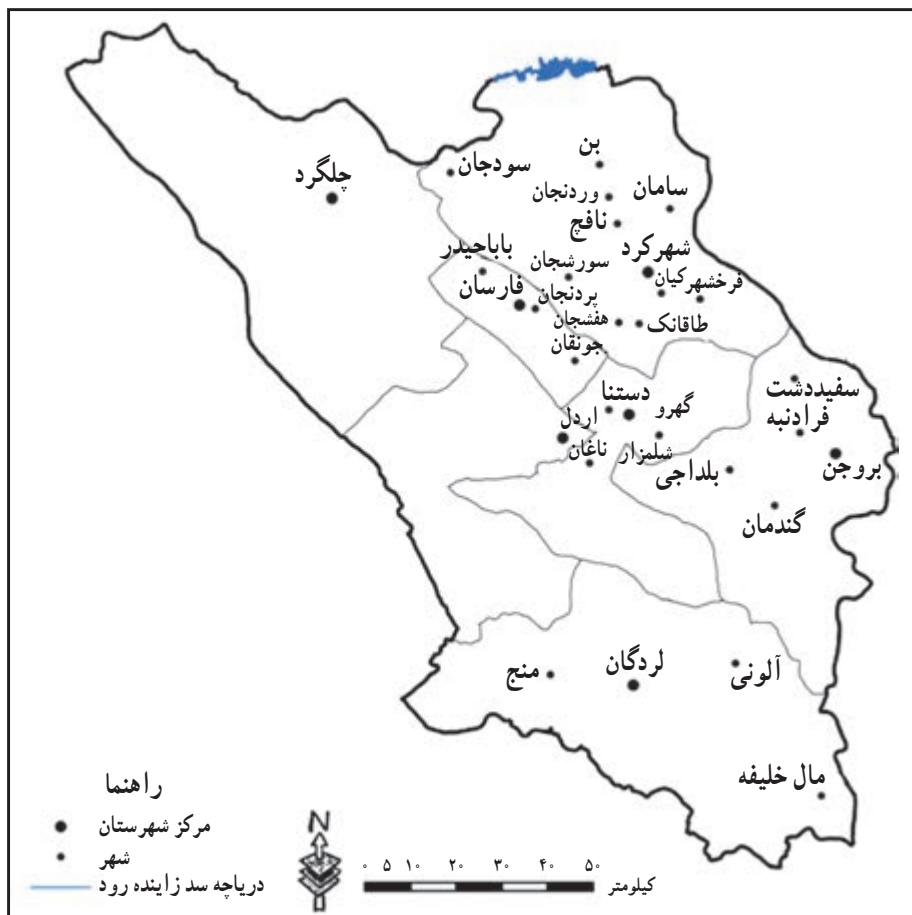 بن
سودجان
چلگرد
وردنجان
سامان
نافچ
باباحیدر
سورشجان
شهرکرد
فرخشهر
کیان
فارسان
پردنجان
هفشجان
طاقانک
جونقان
سفیددشت
دستنا
گهرو
فرادنبه
اردل
شلمزار
ناغان
بلداجی
بروجن
گندمان
آلونی
لردگان
منج
مال خلیفه
راهنما
مرکز شهرستان
شهر
دریاچه سد زاینده رود
N
۰ ۵ ۱۰ ۲۰ ۳۰ ۴۰ ۵۰
کیلومتر